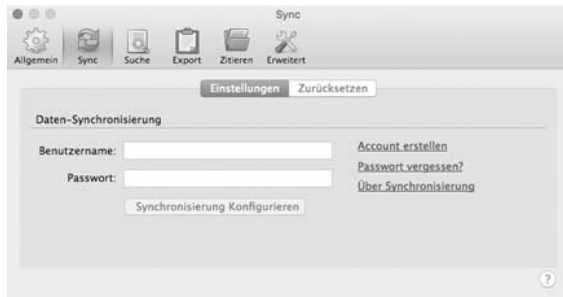 Sync
Allgemein Sync Suche Export Zitieren Erweitert
Einstellungen Zurücksetzen
Daten-Synchronisierung
Benutzername:
Account erstellen
Passwort vergessen?
Passwort:
Über Synchronisierung
Synchronisierung Konfigurieren
?